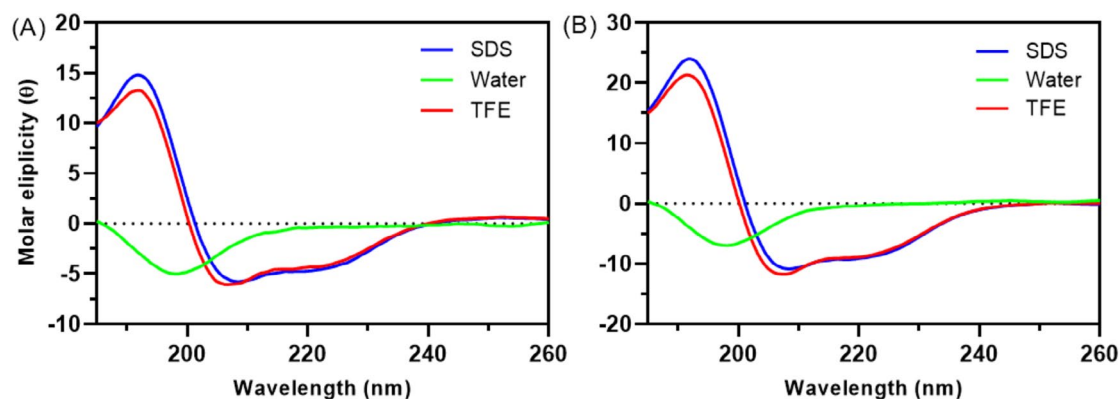 (A)
Molar elipticity (θ)
20
15
10
5
0
-5
-10
SDS
Water
TFE
200
220
240
260
Wavelength (nm)
(B)
30
20
10
0
-10
-20
SDS
Water
TFE
200
220
240
260
Wavelength (nm)